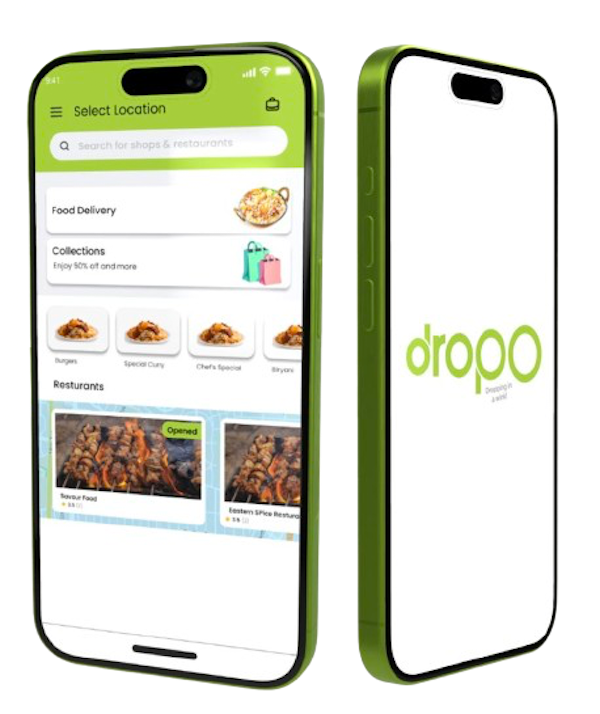 9:41
Select Location
Search for shops & restaurants
Food Delivery
Collections
Enjoy 50% off and more
Burgers
Special Curry
Chef's Special
Biryani
Resturants
Opened
Savour Food
Eastern SPice Restura
dropo
Dropping in
a wink!